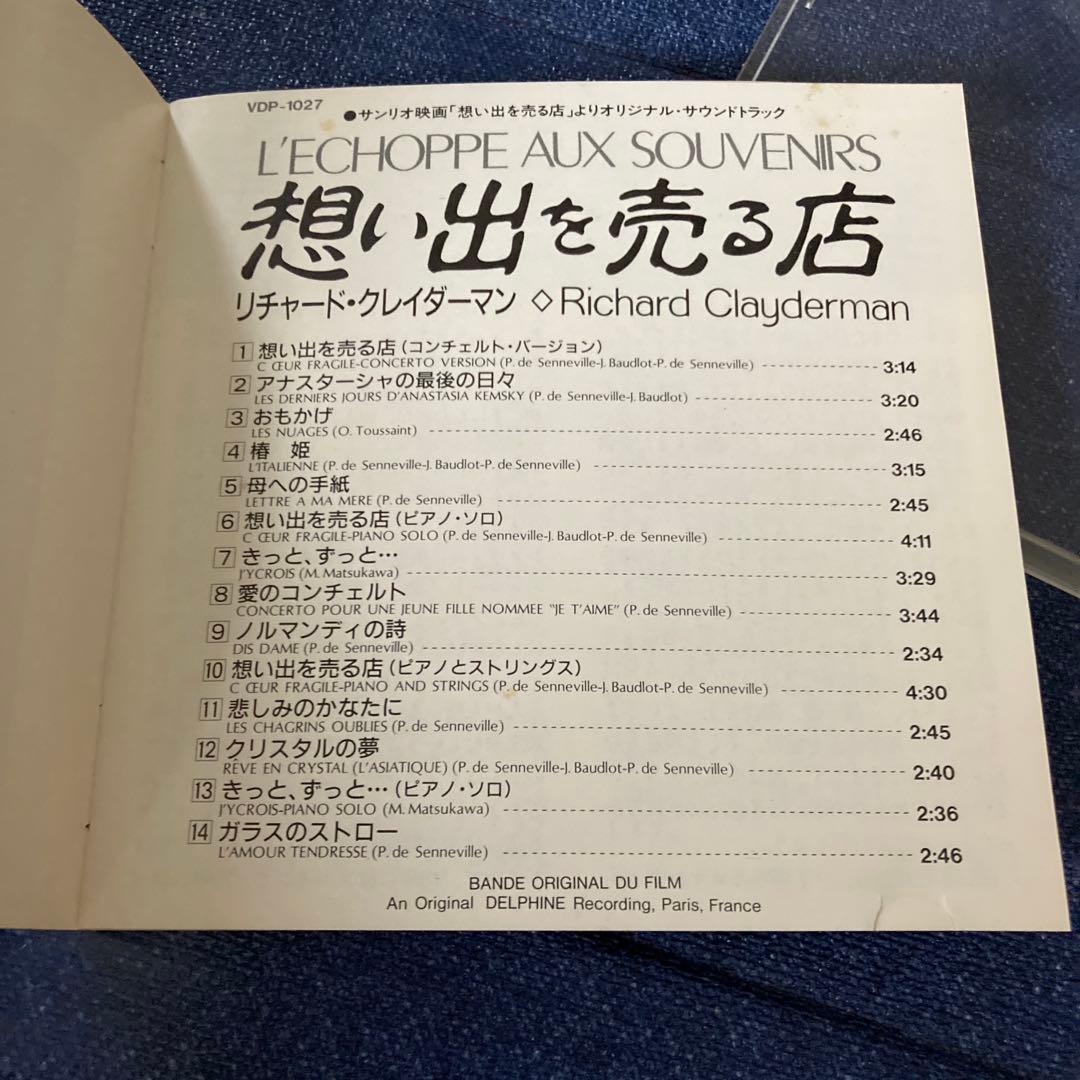 VDP-1027
●サンリオ映画「想い出を売る店」よりオリジナル・サウンドトラック
L'ECHOPPE AUX SOUVENIRS
想い出を売る店
リチャード・クレイダーマン ◇ Richard Clayderman
1 想い出を売る店(コンチェルト・バージョン)
C ŒUR FRAGILE-CONCERTO VERSION (P. de Senneville-J. Baudlot-P. de Senneville) 3:14
2 アナスターシャの最後の日々
LES DERNIERS JOURS D'ANASTASIA KEMSKY (P. de Senneville-J. Baudlot) 3:20
3 おもかげ
LES NUAGES (O. Toussaint) 2:46
4 椿 姫
L'ITALIENNE (P. de Senneville-J. Baudlot-P. de Senneville) 3:15
5 母への手紙
LETTRE A MA MERE (P. de Senneville) 2:45
6 想い出を売る店(ピアノ・ソロ)
C ŒUR FRAGILE-PIANO SOLO (P. de Senneville-J. Baudlot-P. de Senneville) 4:11
7 きっと、ずっと…
J'YCROIS (M. Matsukawa) 3:29
8 愛のコンチェルト
CONCERTO POUR UNE JEUNE FILLE NOMMEE "JE T'AIME" (P. de Senneville) 3:44
9 ノルマンディの詩
DIS DAME (P. de Senneville) 2:34
10 想い出を売る店(ピアノとストリングス)
C ŒUR FRAGILE-PIANO AND STRINGS (P. de Senneville-J. Baudlot-P. de Senneville) 4:30
11 悲しみのかなたに
LES CHAGRINS OUBLIES (P. de Senneville) 2:45
12 クリスタルの夢
RÊVE EN CRYSTAL (L'ASIATIQUE) (P. de Senneville-J. Baudlot-P. de Senneville) 2:40
13 きっと、ずっと…(ピアノ・ソロ)
J'YCROIS-PIANO SOLO (M. Matsukawa) 2:36
14 ガラスのストロー
L'AMOUR TENDRESSE (P. de Senneville) 2:46
BANDE ORIGINAL DU FILM
An Original DELPHINE Recording, Paris, France